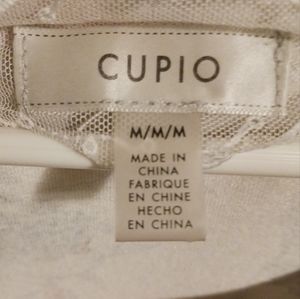 CUPIO
M/M/M
MADE IN
CHINA
FABRIQUE
EN CHINE
HECHO
EN CHINA